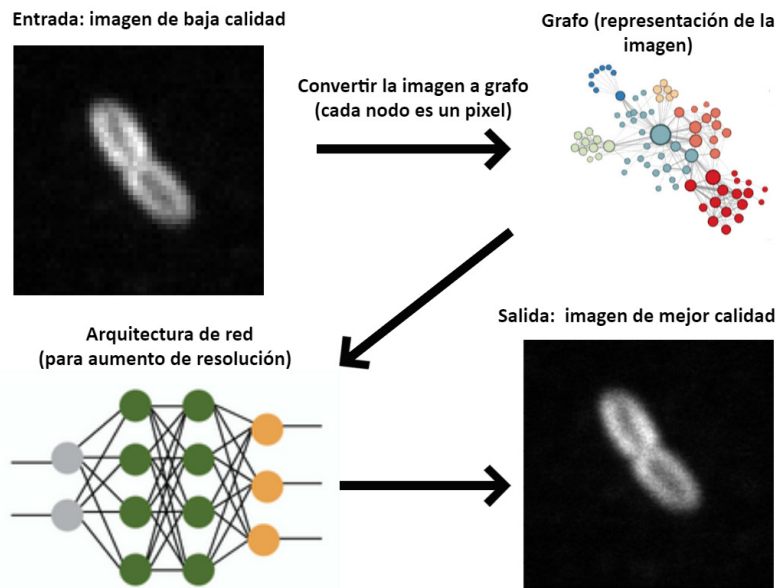 Entrada: imagen de baja calidad
Grafo (representación de la
imagen)
Convertir la imagen a grafo
(cada nodo es un pixel)
Arquitectura de red
(para aumento de resolución)
Salida: imagen de mejor calidad